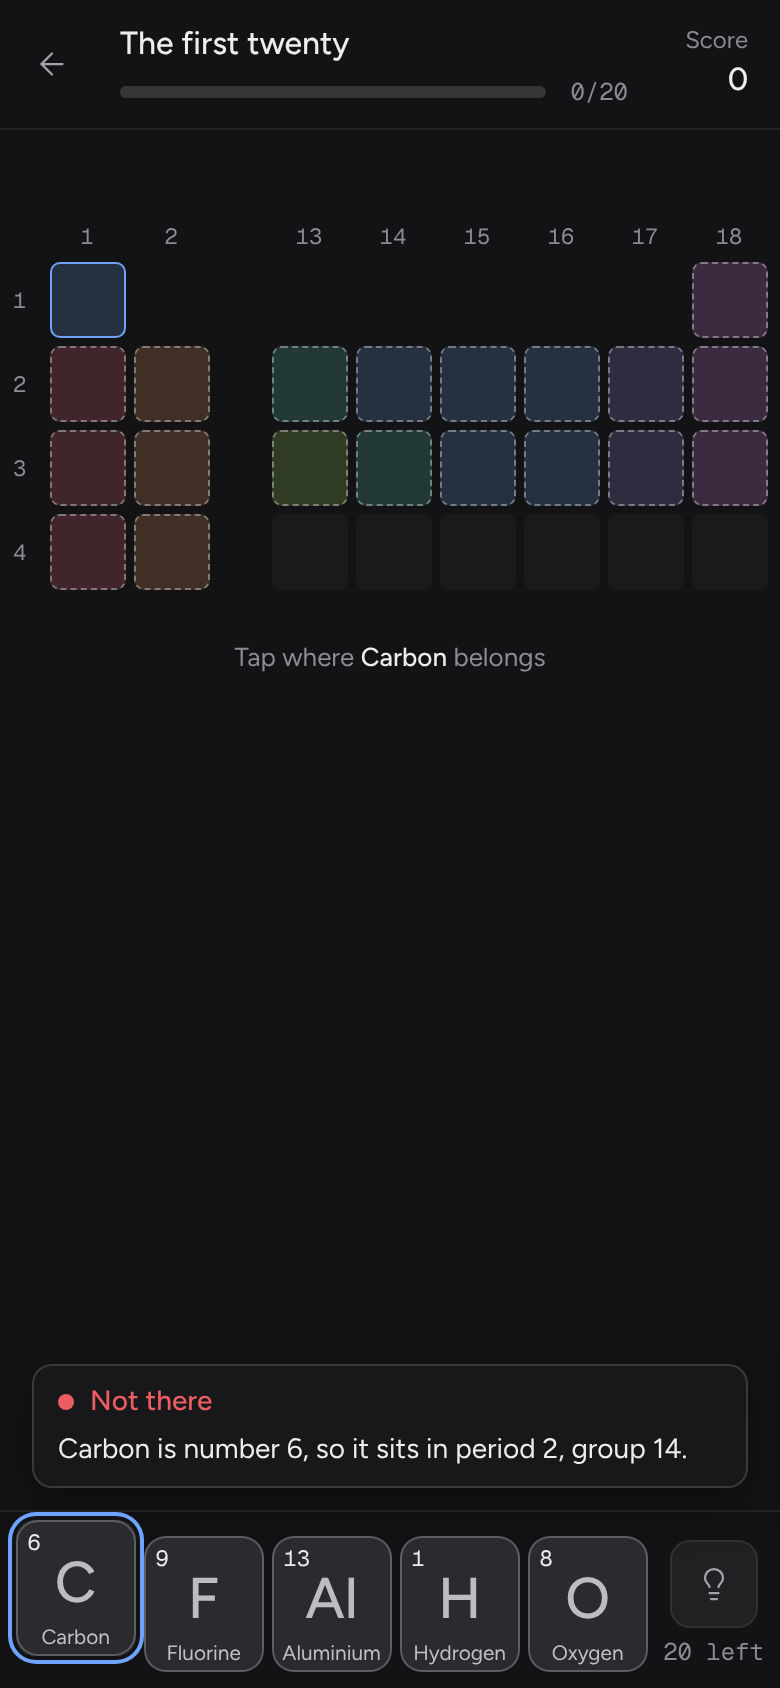 The first twenty
0/20
Score
0
1 2 13 14 15 16 17 18
1
2
3
4
Tap where Carbon belongs
Not there
Carbon is number 6, so it sits in period 2, group 14.
6
C
Carbon
9
F
Fluorine
13
Al
Aluminium
1
H
Hydrogen
8
O
Oxygen
20 left